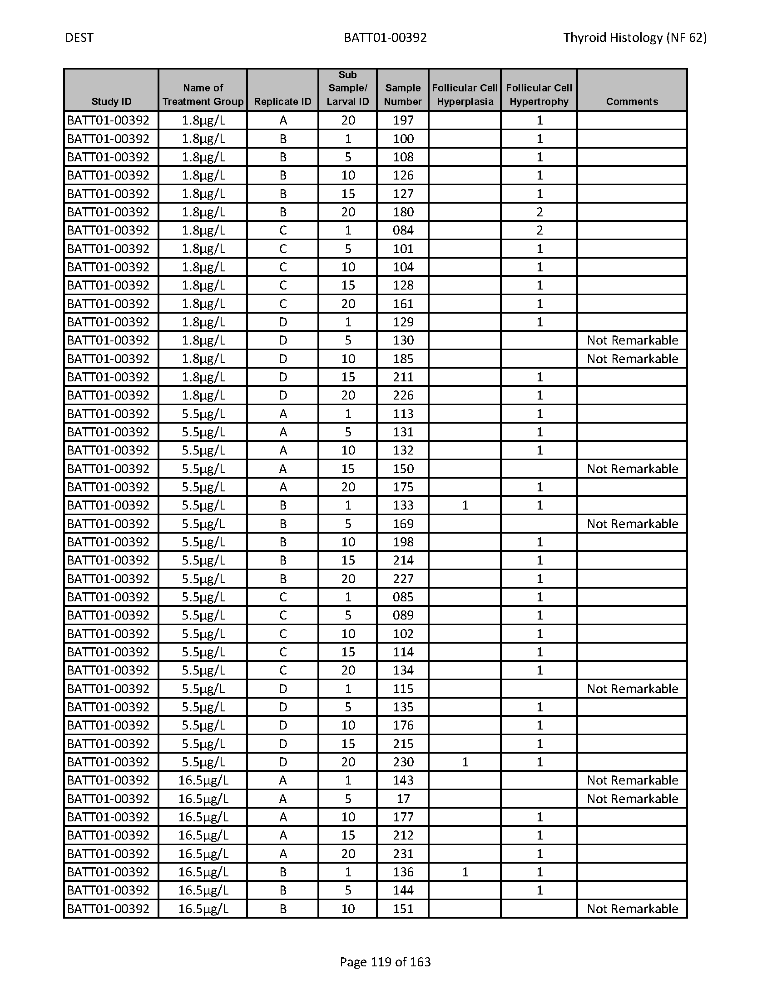 DEST BATT01-00392 Thyroid Histology (NF 62)
Study ID Name of Treatment Group Replicate ID Sub Sample/ Larval ID Sample Number Follicular Cell Hyperplasia Follicular Cell Hypertrophy Comments
BATT01-00392 1.8µg/L A 20 197 1
BATT01-00392 1.8µg/L B 1 100 1
BATT01-00392 1.8µg/L B 5 108 1
BATT01-00392 1.8µg/L B 10 126 1
BATT01-00392 1.8µg/L B 15 127 1
BATT01-00392 1.8µg/L B 20 180 2
BATT01-00392 1.8µg/L C 1 084 2
BATT01-00392 1.8µg/L C 5 101 1
BATT01-00392 1.8µg/L C 10 104 1
BATT01-00392 1.8µg/L C 15 128 1
BATT01-00392 1.8µg/L C 20 161 1
BATT01-00392 1.8µg/L D 1 129 1
BATT01-00392 1.8µg/L D 5 130 Not Remarkable
BATT01-00392 1.8µg/L D 10 185 Not Remarkable
BATT01-00392 1.8µg/L D 15 211 1
BATT01-00392 1.8µg/L D 20 226 1
BATT01-00392 5.5µg/L A 1 113 1
BATT01-00392 5.5µg/L A 5 131 1
BATT01-00392 5.5µg/L A 10 132 1
BATT01-00392 5.5µg/L A 15 150 Not Remarkable
BATT01-00392 5.5µg/L A 20 175 1
BATT01-00392 5.5µg/L B 1 133 1 1
BATT01-00392 5.5µg/L B 5 169 Not Remarkable
BATT01-00392 5.5µg/L B 10 198 1
BATT01-00392 5.5µg/L B 15 214 1
BATT01-00392 5.5µg/L B 20 227 1
BATT01-00392 5.5µg/L C 1 085 1
BATT01-00392 5.5µg/L C 5 089 1
BATT01-00392 5.5µg/L C 10 102 1
BATT01-00392 5.5µg/L C 15 114 1
BATT01-00392 5.5µg/L C 20 134 1
BATT01-00392 5.5µg/L D 1 115 Not Remarkable
BATT01-00392 5.5µg/L D 5 135 1
BATT01-00392 5.5µg/L D 10 176 1
BATT01-00392 5.5µg/L D 15 215 1
BATT01-00392 5.5µg/L D 20 230 1 1
BATT01-00392 16.5µg/L A 1 143 Not Remarkable
BATT01-00392 16.5µg/L A 5 17 Not Remarkable
BATT01-00392 16.5µg/L A 10 177 1
BATT01-00392 16.5µg/L A 15 212 1
BATT01-00392 16.5µg/L A 20 231 1
BATT01-00392 16.5µg/L B 1 136 1 1
BATT01-00392 16.5µg/L B 5 144 1
BATT01-00392 16.5µg/L B 10 151 Not Remarkable
Page 119 of 163